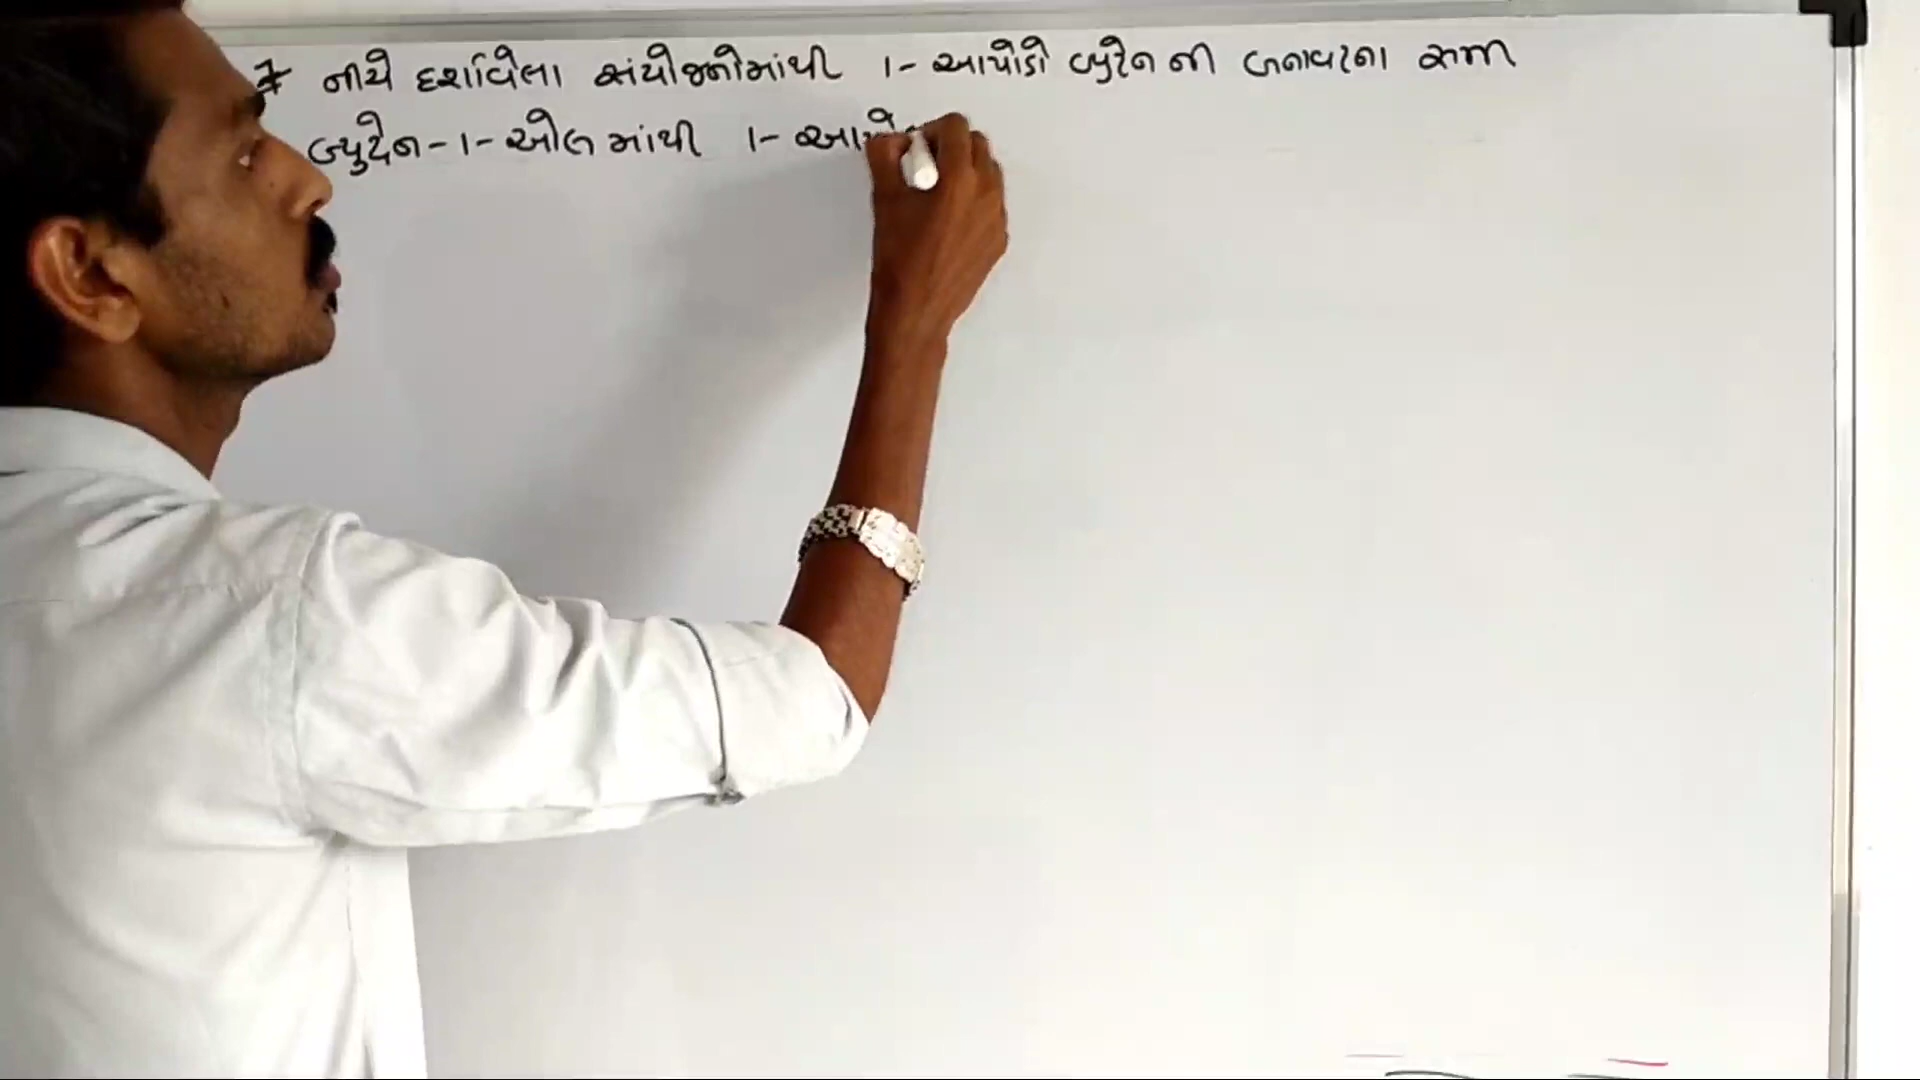 * નીચે દર્શાવેલા સંયોજનોમાંથી 1- આયોડો બ્યુટેન ની બનાવટના
બ્યુટેન-1-ઓલ માંથી 1-